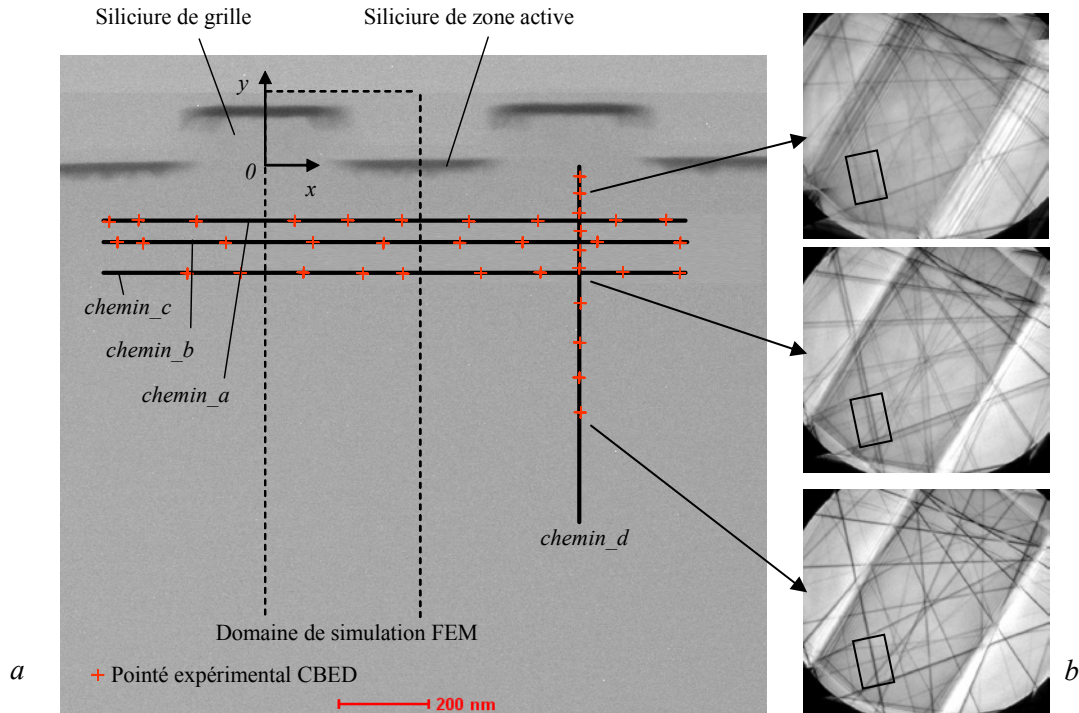 Siliciure de grille
Siliciure de zone active
y
0
x
chemin_c
chemin_b
chemin_a
chemin_d
Domaine de simulation FEM
+ Pointé expérimental CBED
200 nm
a
b